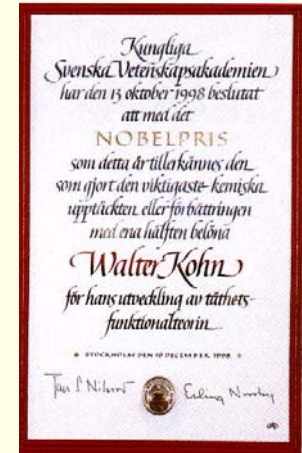 Kungliga
Svenska Vetenskapsakademien
har den 13 oktober 1998 beslutat
att med det
NOBELPRIS
som detta år tillerkännes den
som gjort den viktigaste kemiska
upptäckten eller förbättringen
med ena hälften belöna
Walter Kohn
för hans utveckling av täthets-
funktionalteorin
STOCKHOLM DEN 10 DECEMBER 1998
Erling Norrby